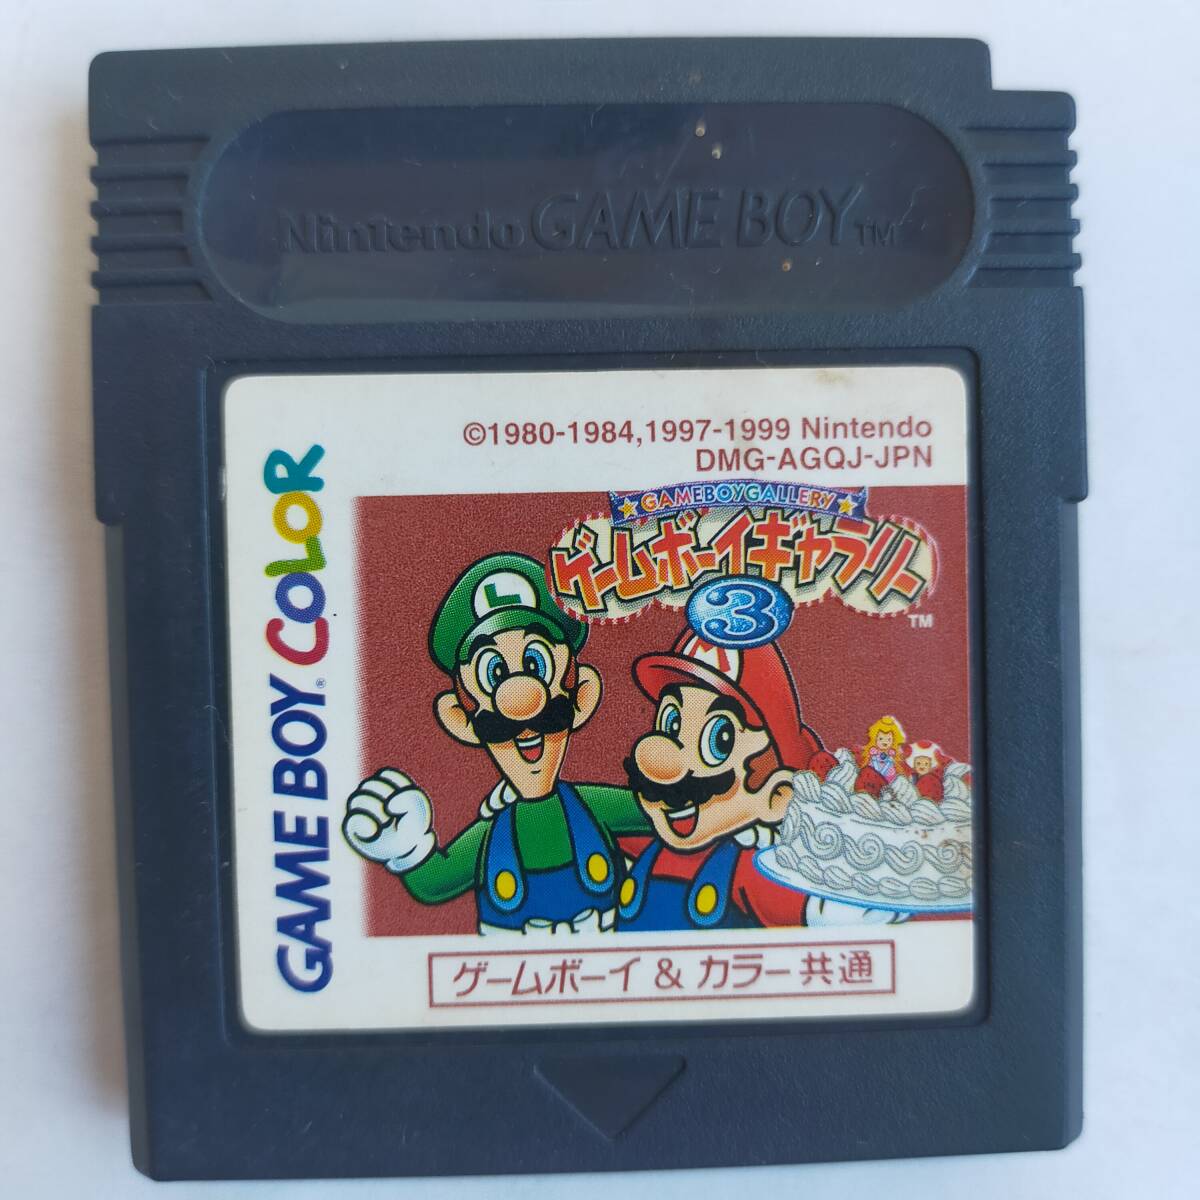 Nintendo GAME BOY™
©1980-1984,1997-1999 Nintendo
DMG-AGQJ-JPN
GAME BOY® COLOR
GAMEBOYGALLERY
ゲームボーイギャラリー
3
TM
L
M
ゲームボーイ & カラー共通